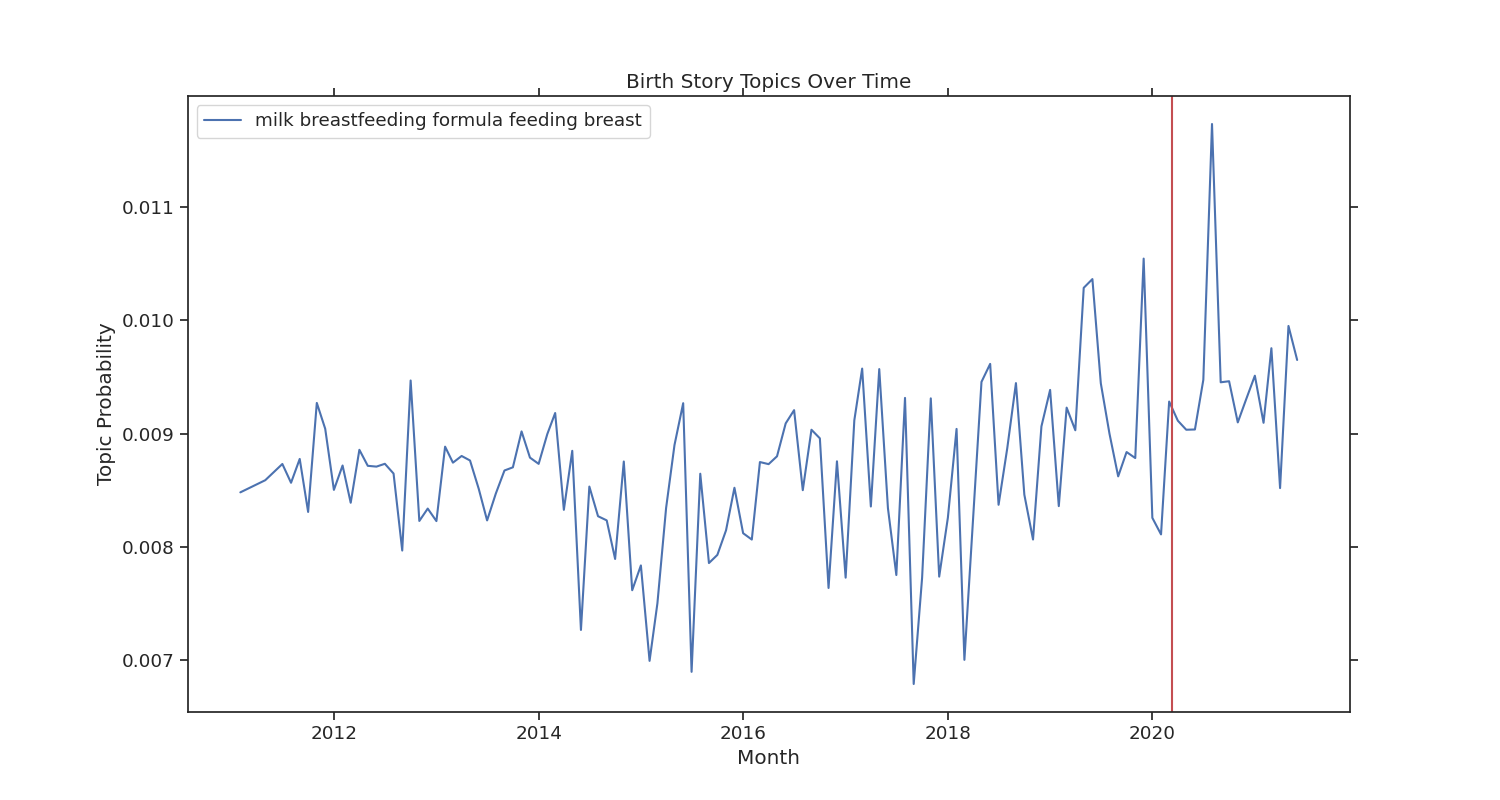 Birth Story Topics Over Time
milk breastfeeding formula feeding breast
Topic Probability
0.011
0.010
0.009
0.008
0.007
2012 2014 2016 2018 2020
Month